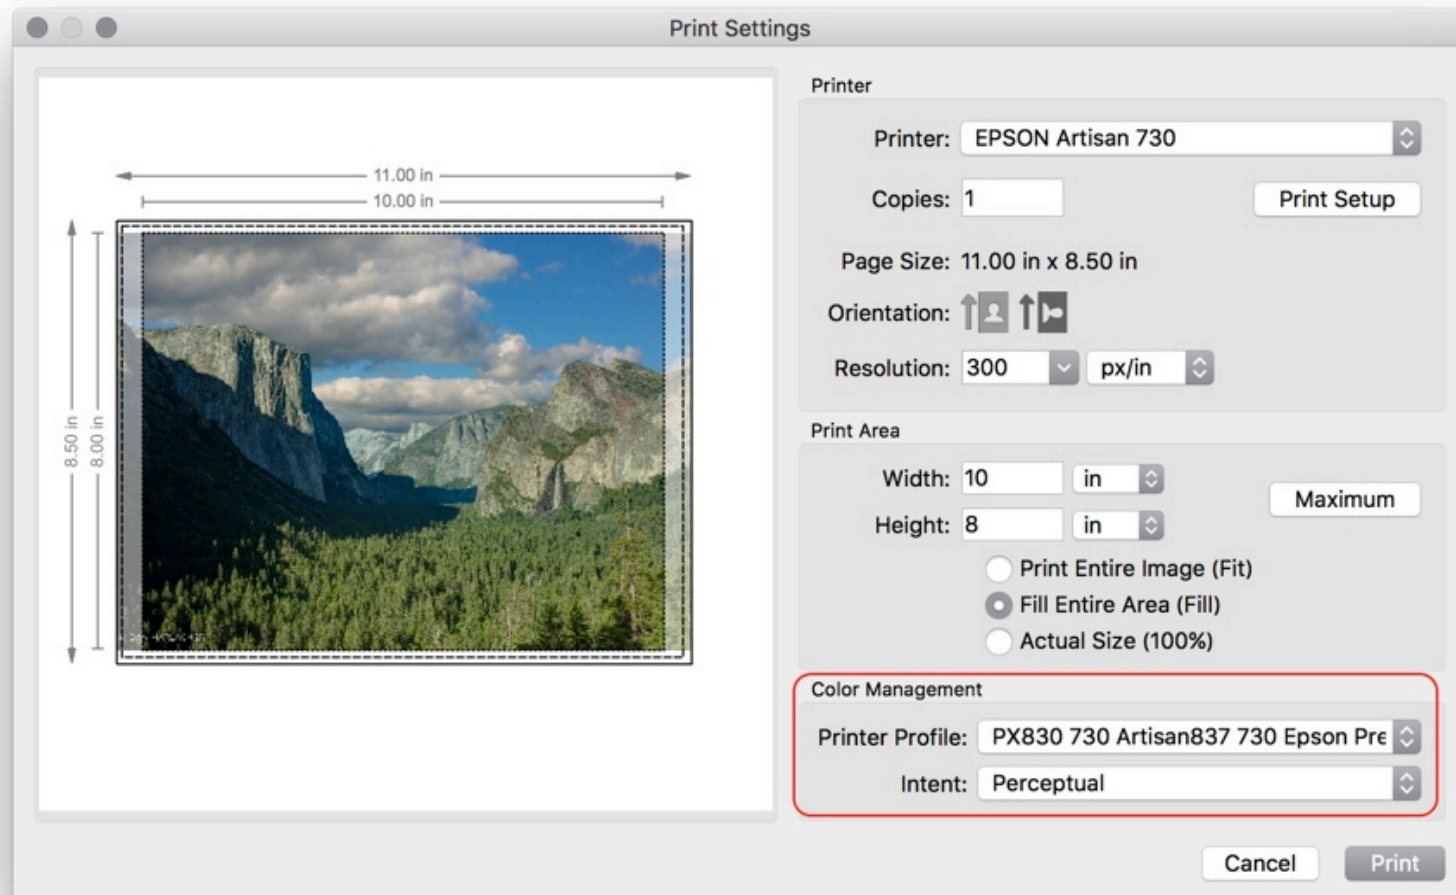 Print Settings
11.00 in
10.00 in
8.50 in
8.00 in
Printer
Printer: EPSON Artisan 730
Copies: 1
Print Setup
Page Size: 11.00 in x 8.50 in
Orientation:
Resolution: 300 px/in
Print Area
Width: 10 in
Maximum
Height: 8 in
Print Entire Image (Fit)
Fill Entire Area (Fill)
Actual Size (100%)
Color Management
Printer Profile: PX830 730 Artisan837 730 Epson Pre
Intent: Perceptual
Cancel
Print